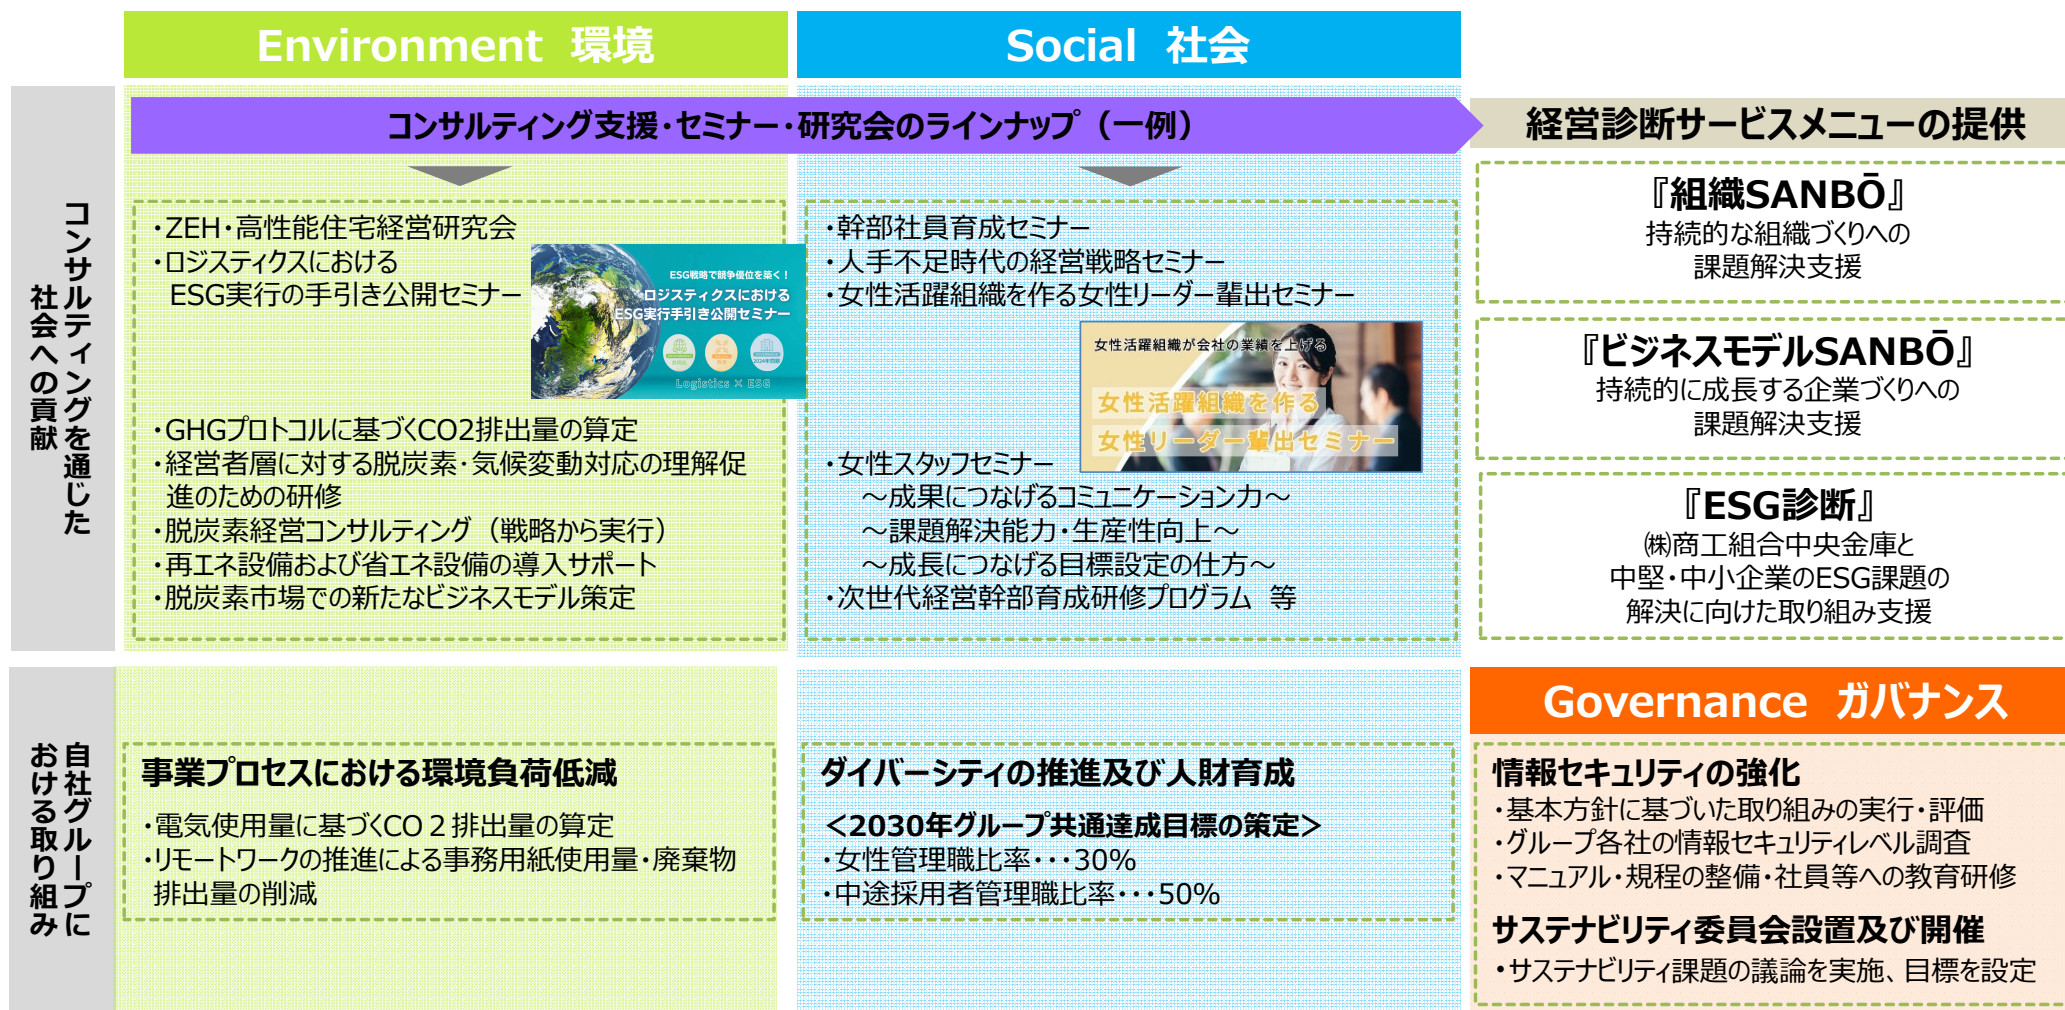 Environment 環境
Social 社会
コンサルティングを通じた
社会への貢献
コンサルティング支援・セミナー・研究会のラインナップ（一例）
・ZEH・高性能住宅経営研究会
・ロジスティクスにおける
ESG実行の手引き公開セミナー
ESG戦略で競争優位を築く！
ロジスティクスにおける
ESG実行手引き公開セミナー
2024年問題
Logistics × ESG
・GHGプロトコルに基づくCO2排出量の算定
・経営者層に対する脱炭素・気候変動対応の理解促
進のための研修
・脱炭素経営コンサルティング（戦略から実行）
・再エネ設備および省エネ設備の導入サポート
・脱炭素市場での新たなビジネスモデル策定
・幹部社員育成セミナー
・人手不足時代の経営戦略セミナー
・女性活躍組織を作る女性リーダー輩出セミナー
女性活躍組織が会社の業績を上げる
女性活躍組織を作る
女性リーダー輩出セミナー
・女性スタッフセミナー
～成果につなげるコミュニケーション力～
～課題解決能力・生産性向上～
～成長につなげる目標設定の仕方～
・次世代経営幹部育成研修プログラム 等
経営診断サービスメニューの提供
『組織SANBŌ』
持続的な組織づくりへの
課題解決支援
『ビジネスモデルSANBŌ』
持続的に成長する企業づくりへの
課題解決支援
『ESG診断』
㈱商工組合中央金庫と
中堅・中小企業のESG課題の
解決に向けた取り組み支援
自社グループに
おける取り組み
事業プロセスにおける環境負荷低減
・電気使用量に基づくCO２排出量の算定
・リモートワークの推進による事務用紙使用量・廃棄物
排出量の削減
ダイバーシティの推進及び人財育成
＜2030年グループ共通達成目標の策定＞
・女性管理職比率・・・30%
・中途採用者管理職比率・・・50%
Governance ガバナンス
情報セキュリティの強化
・基本方針に基づいた取り組みの実行・評価
・グループ各社の情報セキュリティレベル調査
・マニュアル・規程の整備・社員等への教育研修
サステナビリティ委員会設置及び開催
・サステナビリティ課題の議論を実施、目標を設定